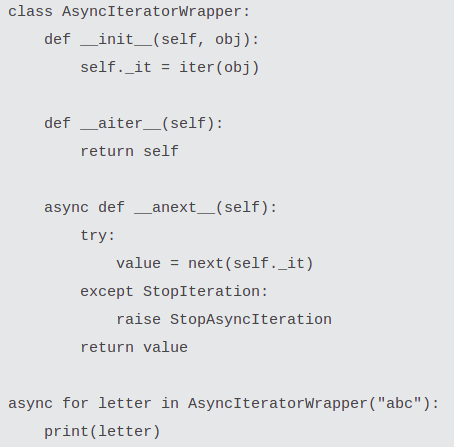 class AsyncIteratorWrapper:
    def __init__(self, obj):
        self._it = iter(obj)

    def __aiter__(self):
        return self

    async def __anext__(self):
        try:
            value = next(self._it)
        except StopIteration:
            raise StopAsyncIteration
        return value

async for letter in AsyncIteratorWrapper("abc"):
    print(letter)